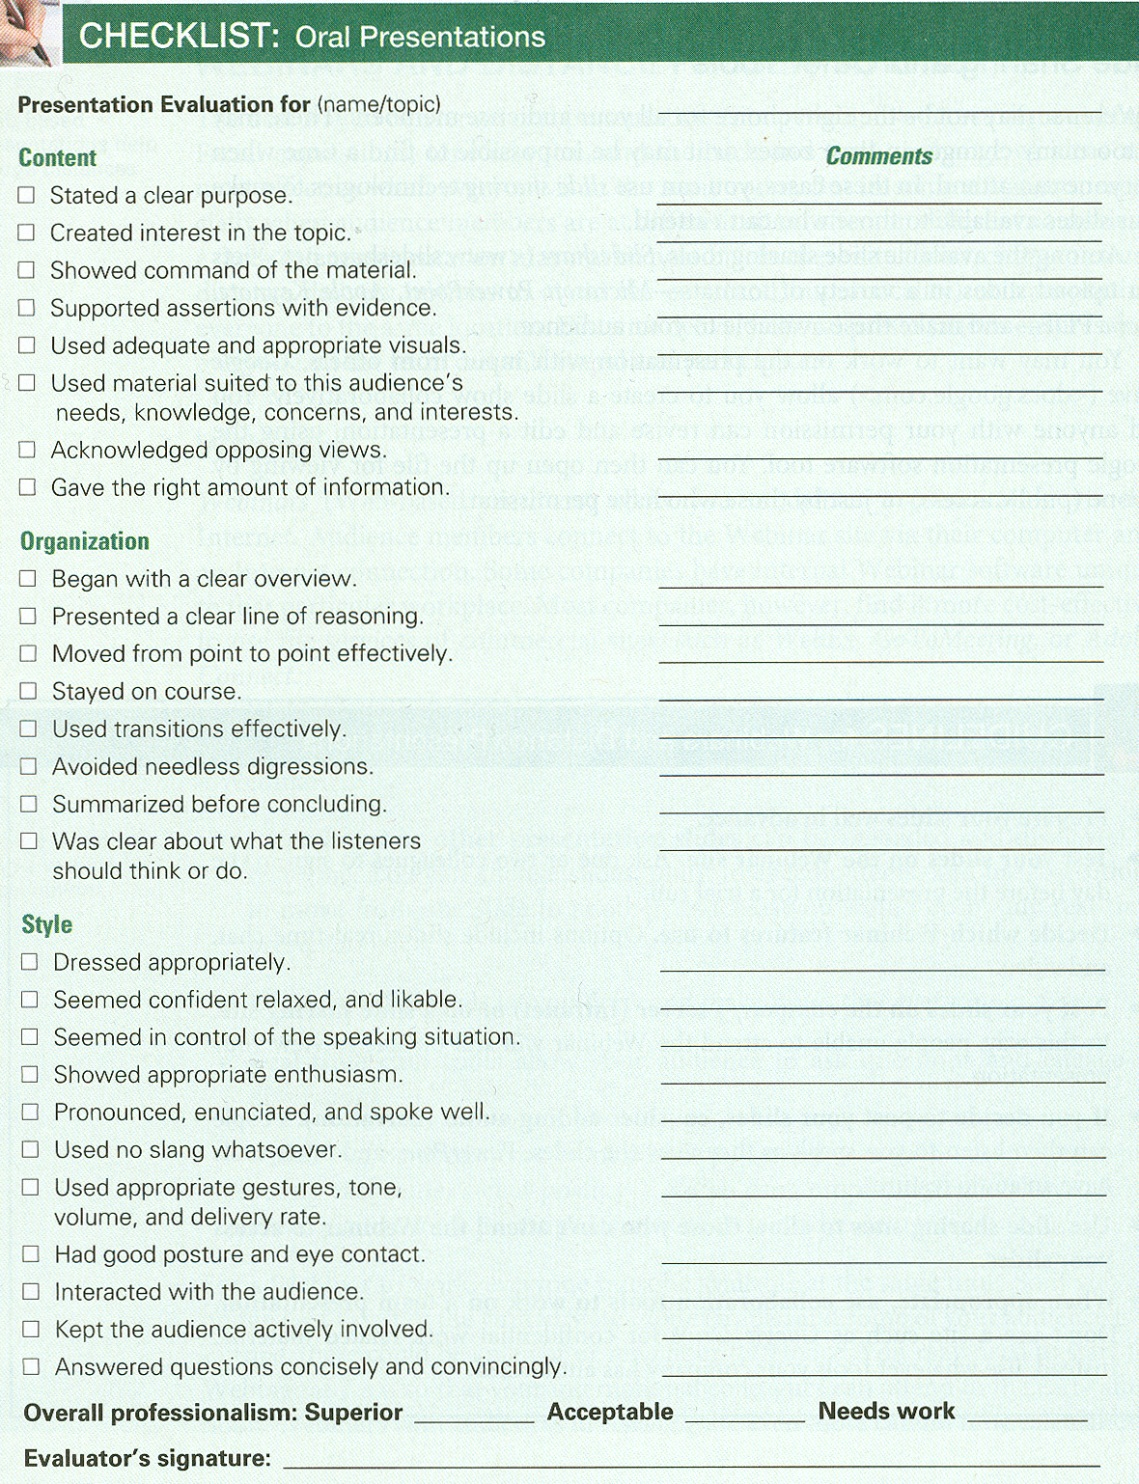 CHECKLIST: Oral Presentations
Presentation Evaluation for (name/topic)
Content Comments
Stated a clear purpose.
Created interest in the topic.
Showed command of the material.
Supported assertions with evidence.
Used adequate and appropriate visuals.
Used material suited to this audience's
needs, knowledge, concerns, and interests.
Acknowledged opposing views.
Gave the right amount of information.
Organization
Began with a clear overview.
Presented a clear line of reasoning.
Moved from point to point effectively.
Stayed on course.
Used transitions effectively.
Avoided needless digressions.
Summarized before concluding.
Was clear about what the listeners
should think or do.
Style
Dressed appropriately.
Seemed confident relaxed, and likable.
Seemed in control of the speaking situation.
Showed appropriate enthusiasm.
Pronounced, enunciated, and spoke well.
Used no slang whatsoever.
Used appropriate gestures, tone,
volume, and delivery rate.
Had good posture and eye contact.
Interacted with the audience.
Kept the audience actively involved.
Answered questions concisely and convincingly.
Overall professionalism: Superior Acceptable Needs work
Evaluator's signature: